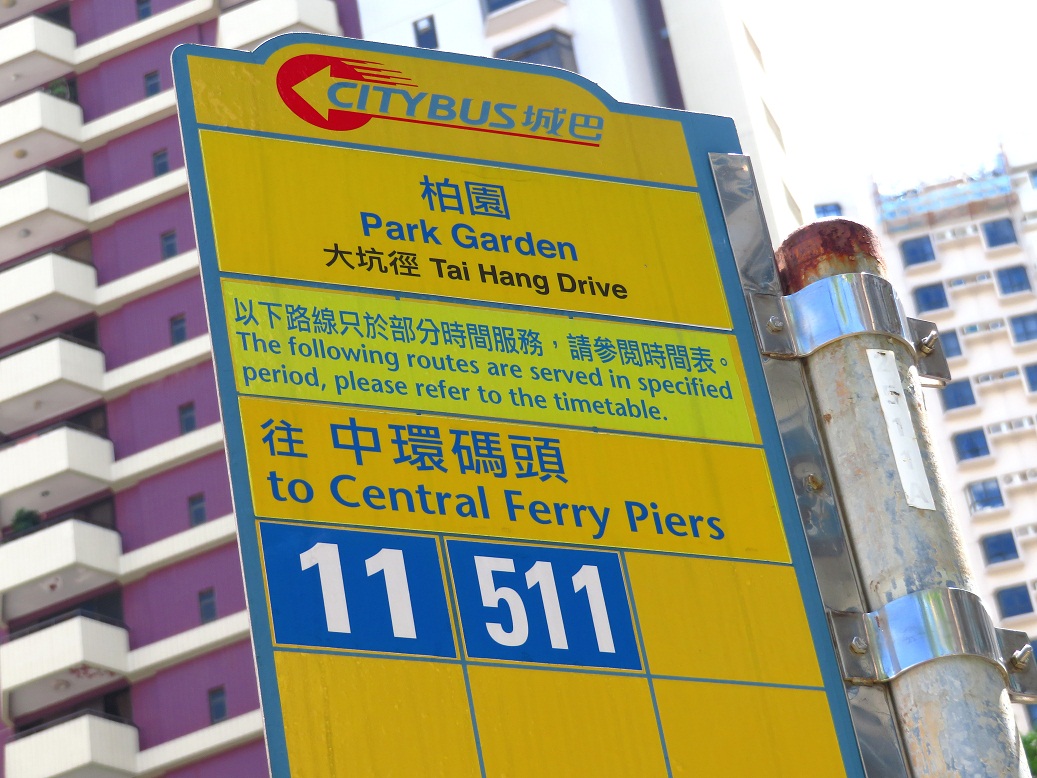 CITYBUS 城巴
柏園
Park Garden
大坑徑 Tai Hang Drive
以下路線只於部分時間服務，請參閱時間表。
The following routes are served in specified
period, please refer to the timetable.
往 中環碼頭
to Central Ferry Piers
11 511